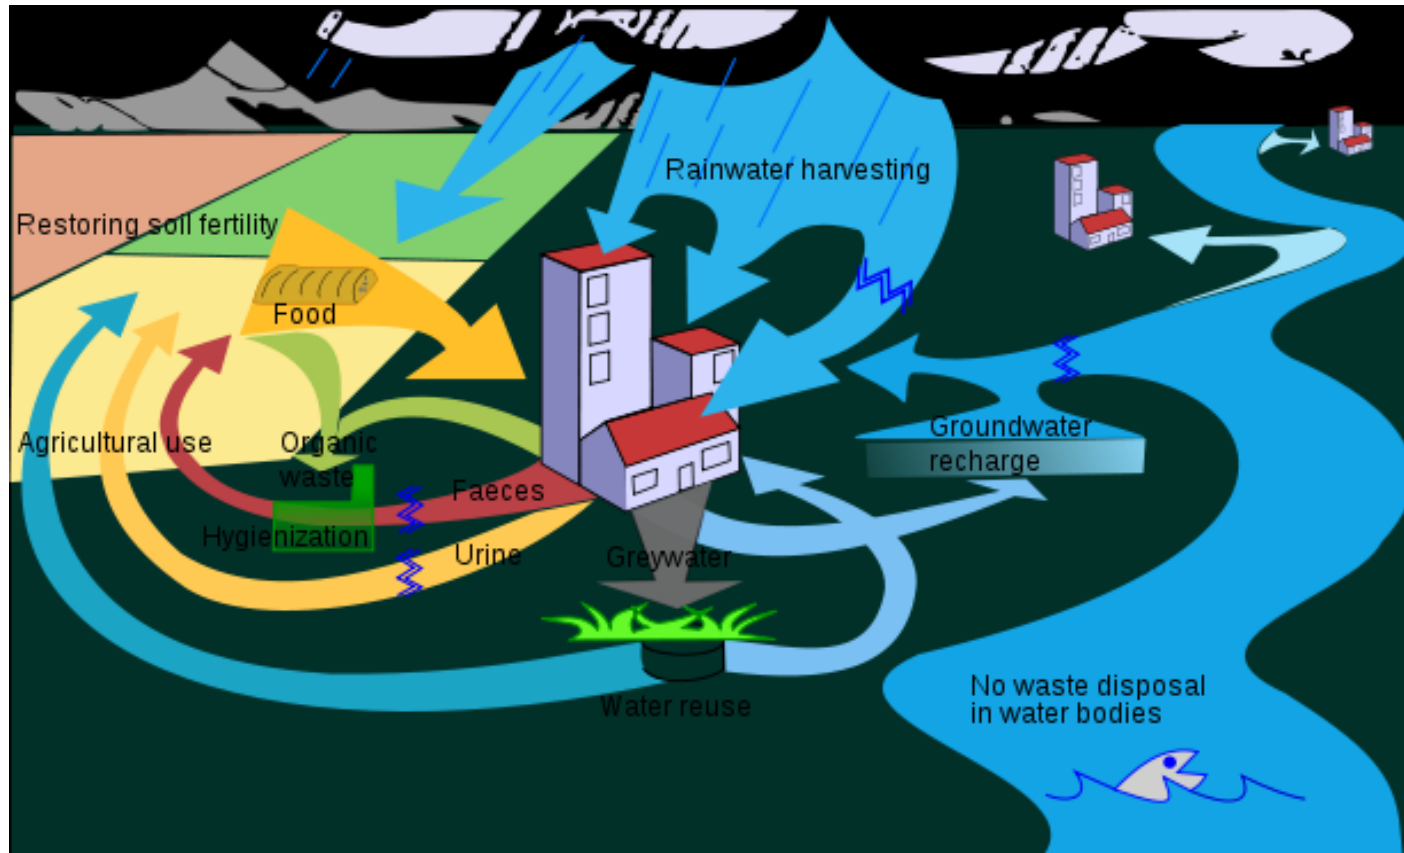 Rainwater harvesting
Restoring soil fertility
Food
Agricultural use
Organic
waste
Groundwater
recharge
Faeces
Hygienization
Urine
Greywater
Water reuse
No waste disposal
in water bodies